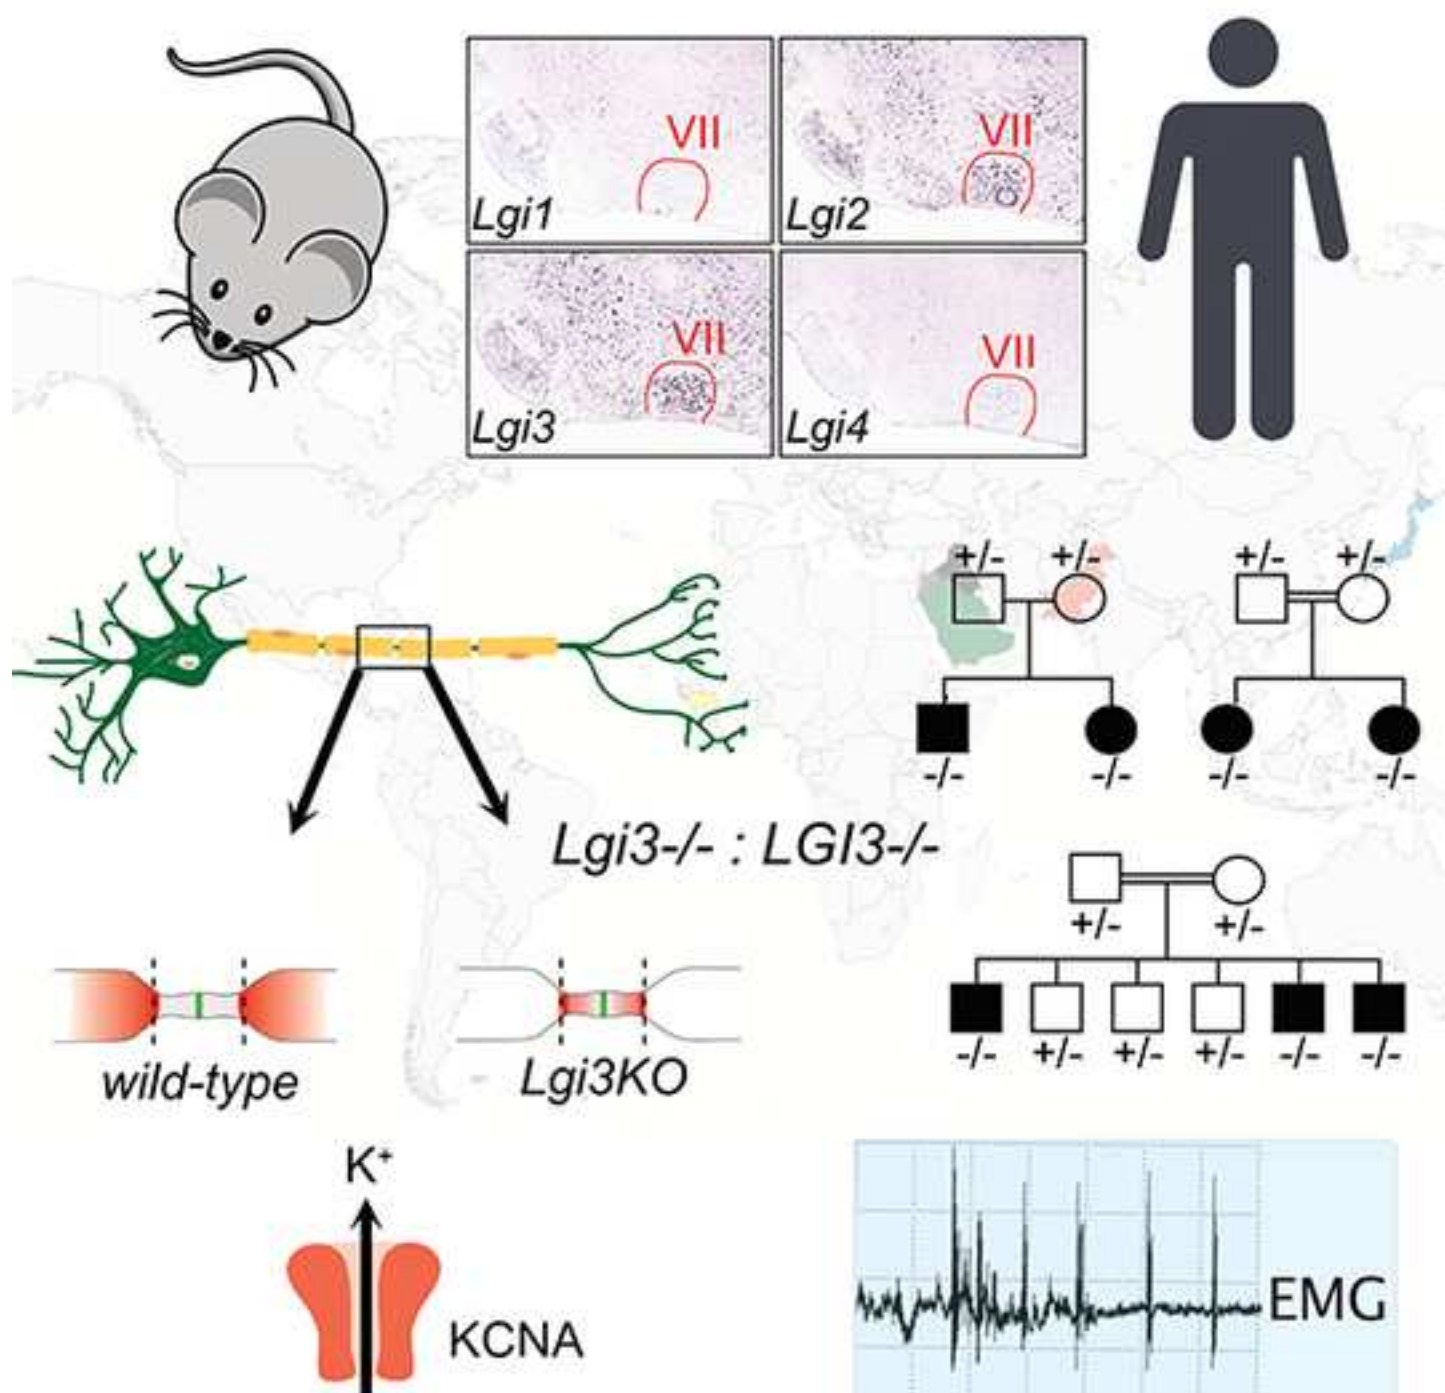 VII
Lgi1
VII
Lgi2
VII
Lgi3
VII
Lgi4
+/- +/-
-/- -/-
+/- +/-
-/- -/-
Lgi3-/- : LGI3-/-
+/- +/-
-/- +/- +/- +/- -/- -/-
wild-type
Lgi3KO
K+
KCNA
EMG